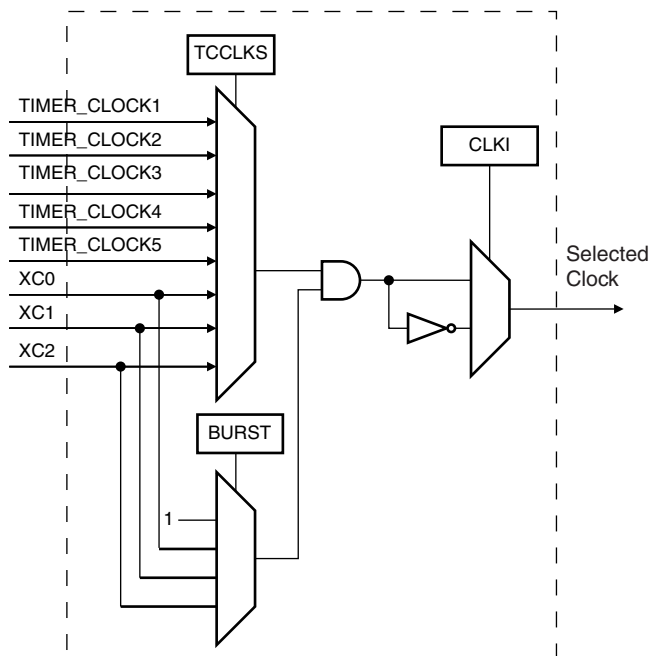 TCCLKS
TIMER_CLOCK1
TIMER_CLOCK2
TIMER_CLOCK3
TIMER_CLOCK4
TIMER_CLOCK5
XC0
XC1
XC2
CLKI
Selected
Clock
BURST
1